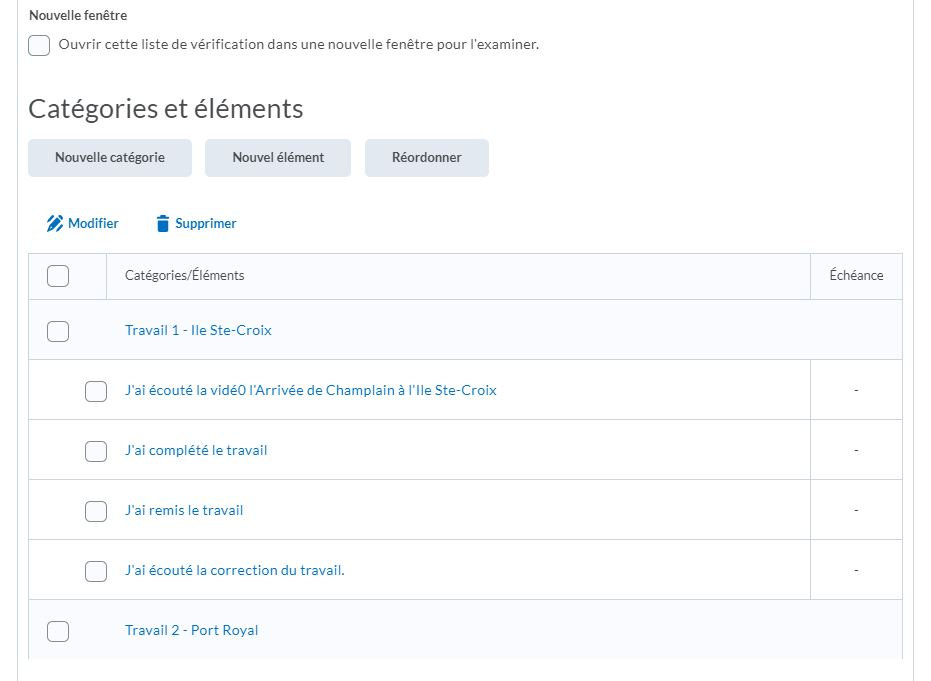 Nouvelle fenêtre
Ouvrir cette liste de vérification dans une nouvelle fenêtre pour l'examiner.
Catégories et éléments
Nouvelle catégorie Nouvel élément Réordonner
Modifier Supprimer
Catégories/Éléments Échéance
Travail 1 - Ile Ste-Croix
J'ai écouté la vidé0 l'Arrivée de Champlain à l'Ile Ste-Croix -
J'ai complété le travail -
J'ai remis le travail -
J'ai écouté la correction du travail. -
Travail 2 - Port Royal